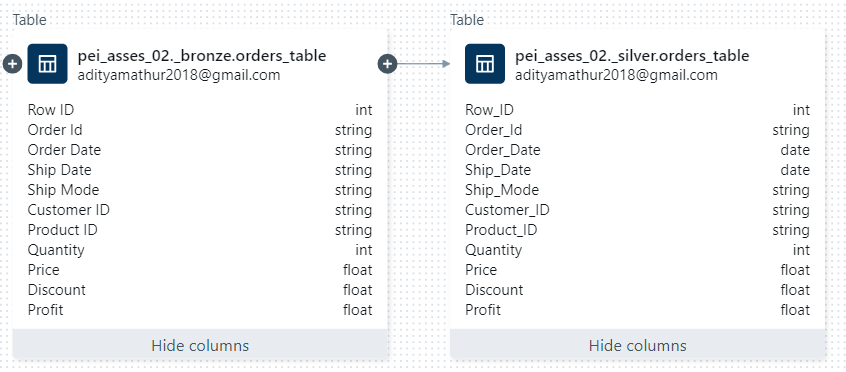 Table
pei_asses_02._bronze.orders_table
adityamathur2018@gmail.com
Row ID int
Order Id string
Order Date string
Ship Date string
Ship Mode string
Customer ID string
Product ID string
Quantity int
Price float
Discount float
Profit float
Hide columns
Table
pei_asses_02._silver.orders_table
adityamathur2018@gmail.com
Row_ID int
Order_Id string
Order_Date date
Ship_Date date
Ship_Mode string
Customer_ID string
Product_ID string
Quantity int
Price float
Discount float
Profit float
Hide columns